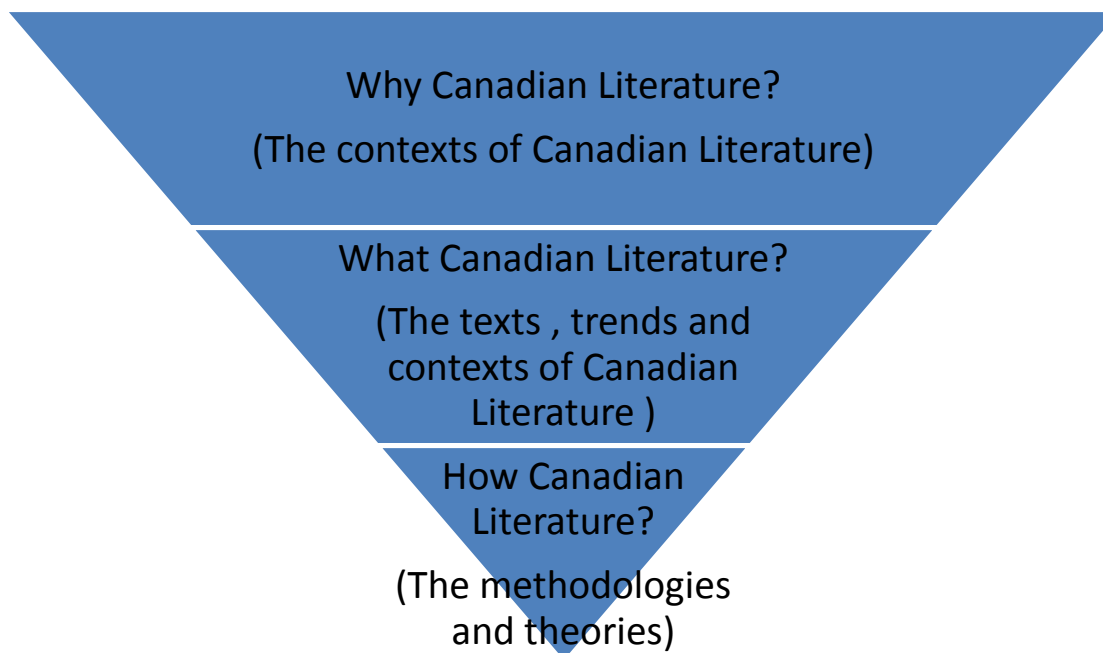 Why Canadian Literature?
(The contexts of Canadian Literature)
What Canadian Literature?
(The texts , trends and
contexts of Canadian
Literature )
How Canadian
Literature?
(The methodologies
and theories)